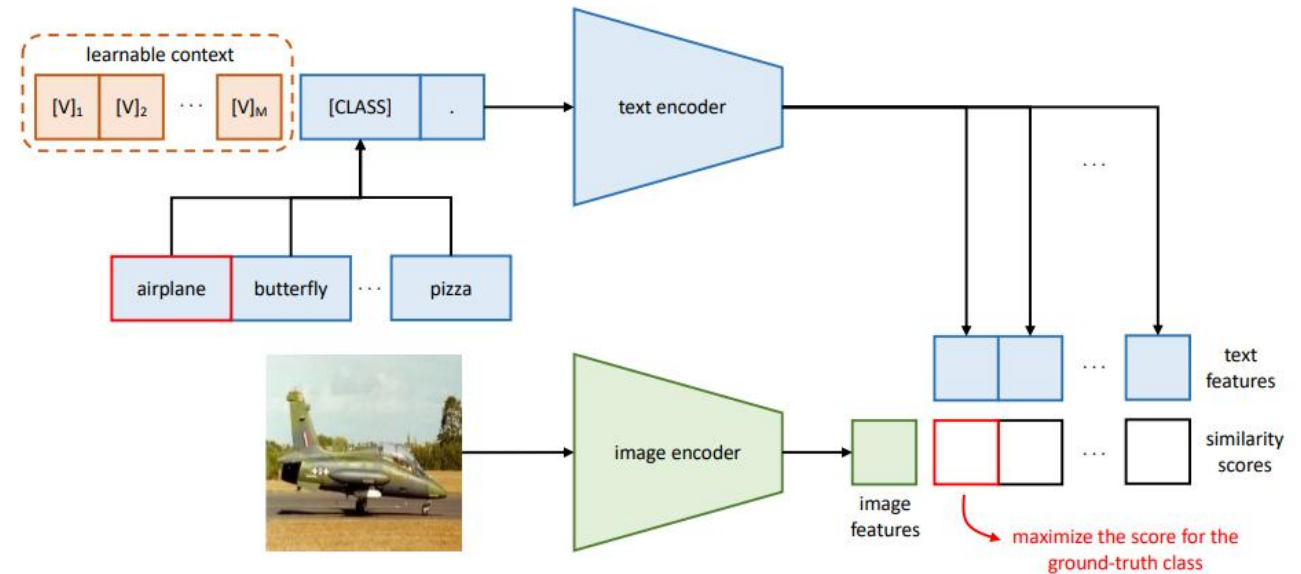 learnable context
[V]₁ [V]₂ · · · [V]M [CLASS] .
text encoder
· · ·
airplane butterfly · · · pizza
text
features
· · ·
image encoder
similarity
scores
· · ·
image
features
maximize the score for the
ground-truth class